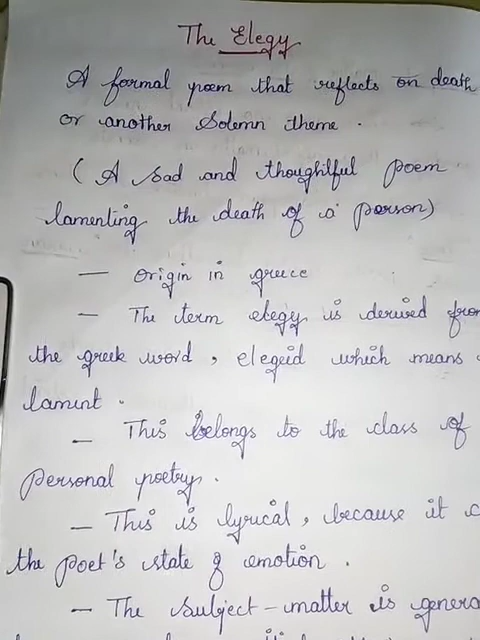 The Elegy
A formal poem that reflects on death
or another Solemn theme.
(A Sad and thoughtful poem
lamenting the death of a person)
— origin in greece
— The term elegy is derived from
the greek word, elegeid which means
lament.
— This belongs to the class of
personal poetry.
— This is lyrical, because it
the poet's state of emotion.
— The Subject-matter is genera